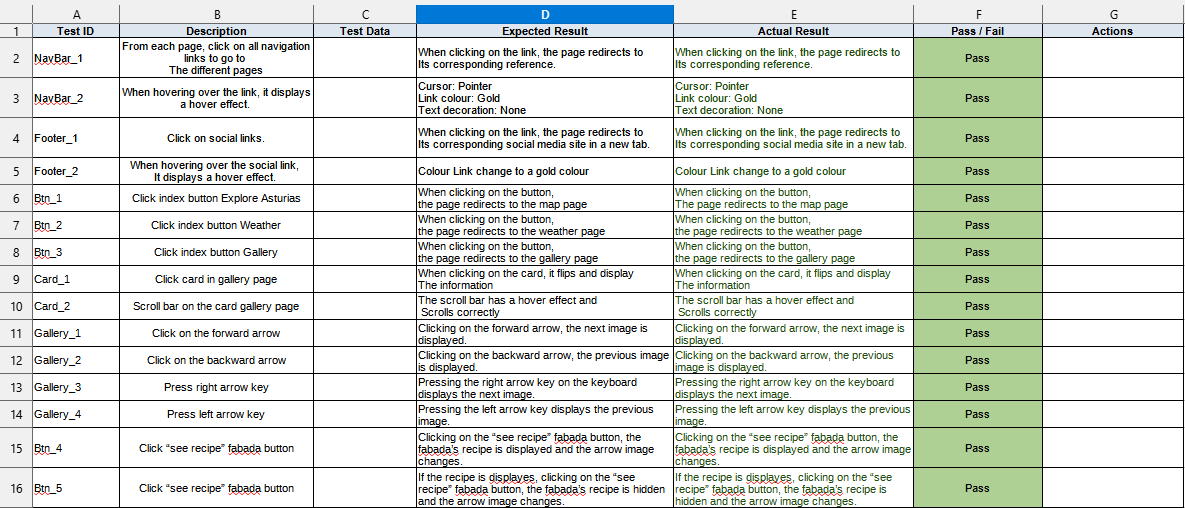 A B C D E F G
1 Test ID Description Test Data Expected Result Actual Result Pass / Fail Actions
2 NavBar_1 From each page, click on all navigation
links to go to
The different pages
When clicking on the link, the page redirects to
Its corresponding reference.
When clicking on the link, the page redirects to
Its corresponding reference.
Pass
3 NavBar_2 When hovering over the link, it displays
a hover effect.
Cursor: Pointer
Link colour: Gold
Text decoration: None
Cursor: Pointer
Link colour: Gold
Text decoration: None
Pass
4 Footer_1 Click on social links.
When clicking on the link, the page redirects to
Its corresponding social media site in a new tab.
When clicking on the link, the page redirects to
Its corresponding social media site in a new tab.
Pass
5 Footer_2 When hovering over the social link,
It displays a hover effect.
Colour Link change to a gold colour
Colour Link change to a gold colour
Pass
6 Btn_1 Click index button Explore Asturias
When clicking on the button,
the page redirects to the map page
When clicking on the button,
The page redirects to the map page
Pass
7 Btn_2 Click index button Weather
When clicking on the button,
the page redirects to the weather page
When clicking on the button,
the page redirects to the weather page
Pass
8 Btn_3 Click index button Gallery
When clicking on the button,
the page redirects to the gallery page
When clicking on the button,
the page redirects to the gallery page
Pass
9 Card_1 Click card in gallery page
When clicking on the card, it flips and display
The information
When clicking on the card, it flips and display
The information
Pass
10 Card_2 Scroll bar on the card gallery page
The scroll bar has a hover effect and
Scrolls correctly
The scroll bar has a hover effect and
Scrolls correctly
Pass
11 Gallery_1 Click on the forward arrow
Clicking on the forward arrow, the next image is
displayed.
Clicking on the forward arrow, the next image is
displayed.
Pass
12 Gallery_2 Click on the backward arrow
Clicking on the backward arrow, the previous image
is displayed.
Clicking on the backward arrow, the previous
image is displayed.
Pass
13 Gallery_3 Press right arrow key
Pressing the right arrow key on the keyboard
displays the next image.
Pressing the right arrow key on the keyboard
displays the next image.
Pass
14 Gallery_4 Press left arrow key
Pressing the left arrow key displays the previous
image.
Pressing the left arrow key displays the previous
image.
Pass
15 Btn_4 Click “see recipe” fabada button
Clicking on the “see recipe” fabada button, the
fabada’s recipe is displayed and the arrow image
changes.
Clicking on the “see recipe” fabada button, the
fabada’s recipe is displayed and the arrow image
changes.
Pass
16 Btn_5 Click “see recipe” fabada button
If the recipe is displayes, clicking on the “see
recipe” fabada button, the fabada’s recipe is hidden
and the arrow image changes.
If the recipe is displayes, clicking on the “see
recipe” fabada button, the fabada’s recipe is
hidden and the arrow image changes.
Pass